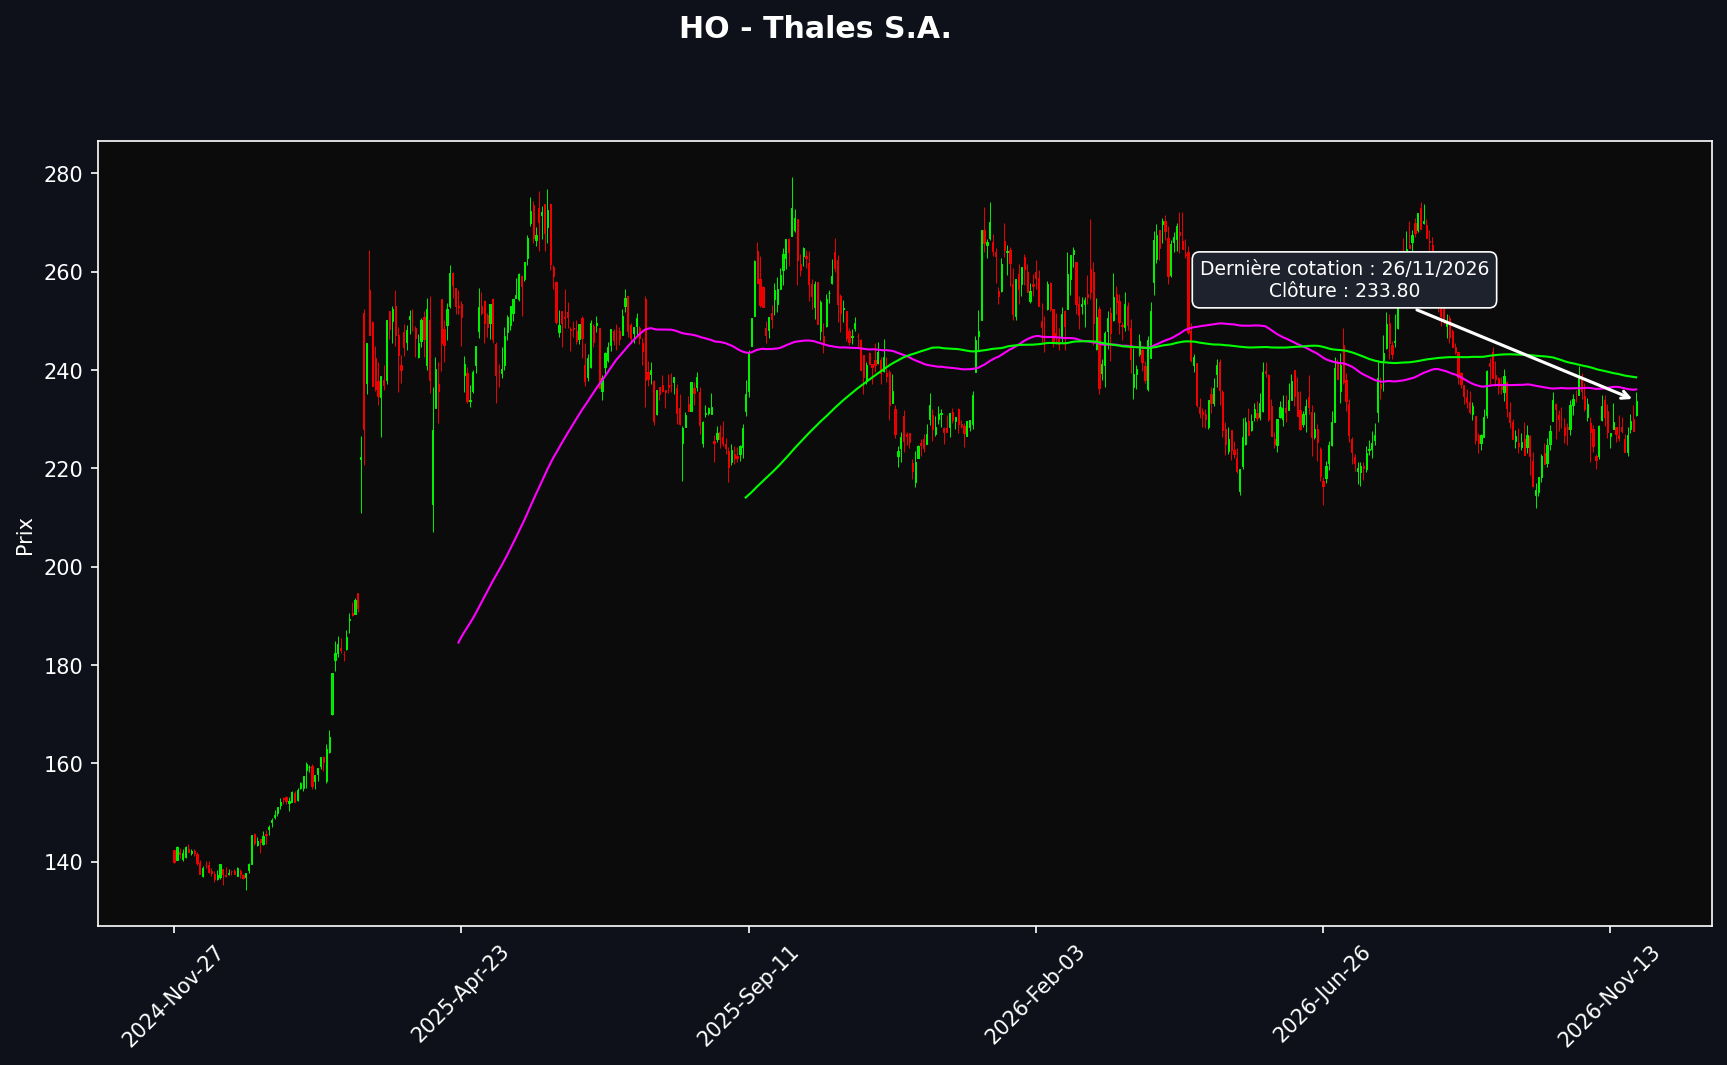 HO - Thales S.A.
280
260
240
220
200
180
160
140
Prix
Dernière cotation : 26/11/2026
Clôture : 233.80
2024-Nov-27
2025-Apr-23
2025-Sep-11
2026-Feb-03
2026-Jun-26
2026-Nov-13